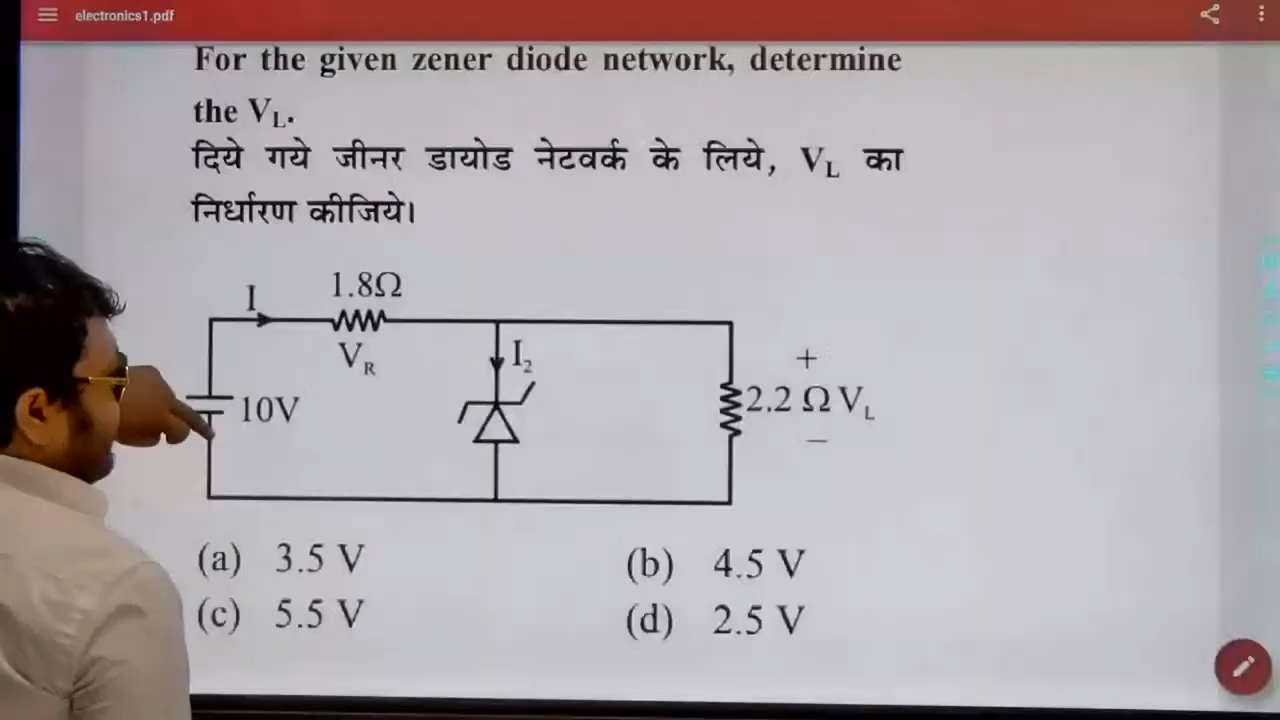 electronics1.pdf
For the given zener diode network, determine
the V_L.
दिये गये जीनर डायोड नेटवर्क के लिये, V_L का
निर्धारण कीजिये।
I
1.8Ω
V_R
I₂
10V
+
2.2 Ω V_L
−
(a) 3.5 V
(b) 4.5 V
(c) 5.5 V
(d) 2.5 V